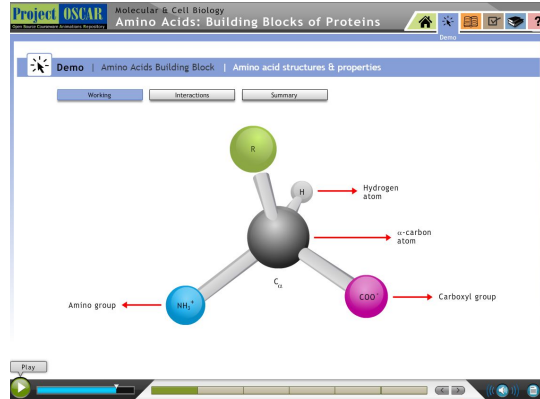 Project OSCAR
Open Source Courseware Animations Repository
Molecular & Cell Biology
Amino Acids: Building Blocks of Proteins
?
Demo
Demo | Amino Acids Building Block | Amino acid structures & properties
Working
Interactions
Summary
R
H
Hydrogen
atom
α-carbon
atom
Cα
Amino group
NH3+
COO-
Carboxyl group
Play